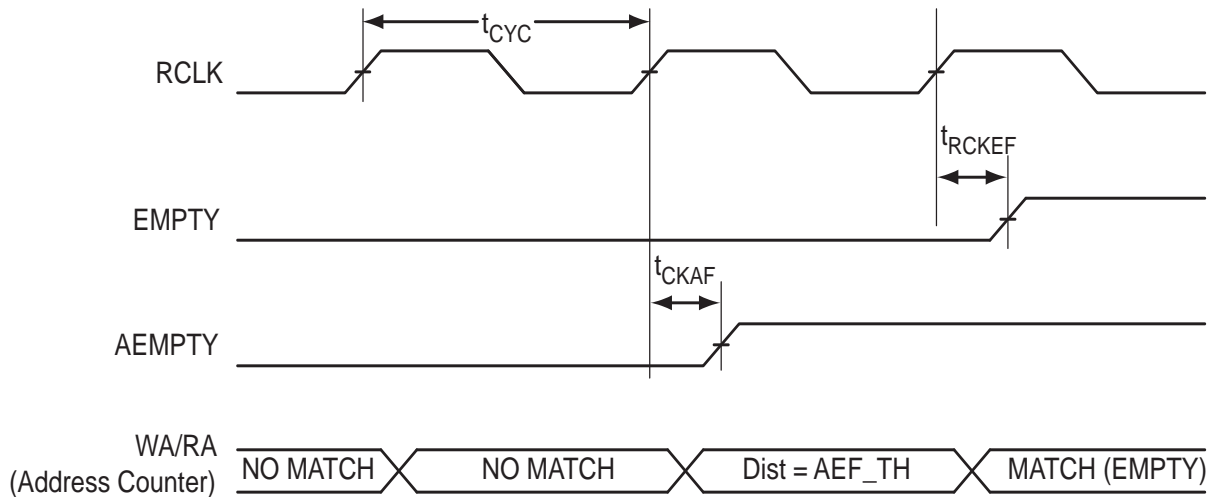 tCYC
RCLK
tRCKEF
EMPTY
tCKAF
AEMPTY
WA/RA
(Address Counter)
NO MATCH
NO MATCH
Dist = AEF_TH
MATCH (EMPTY)